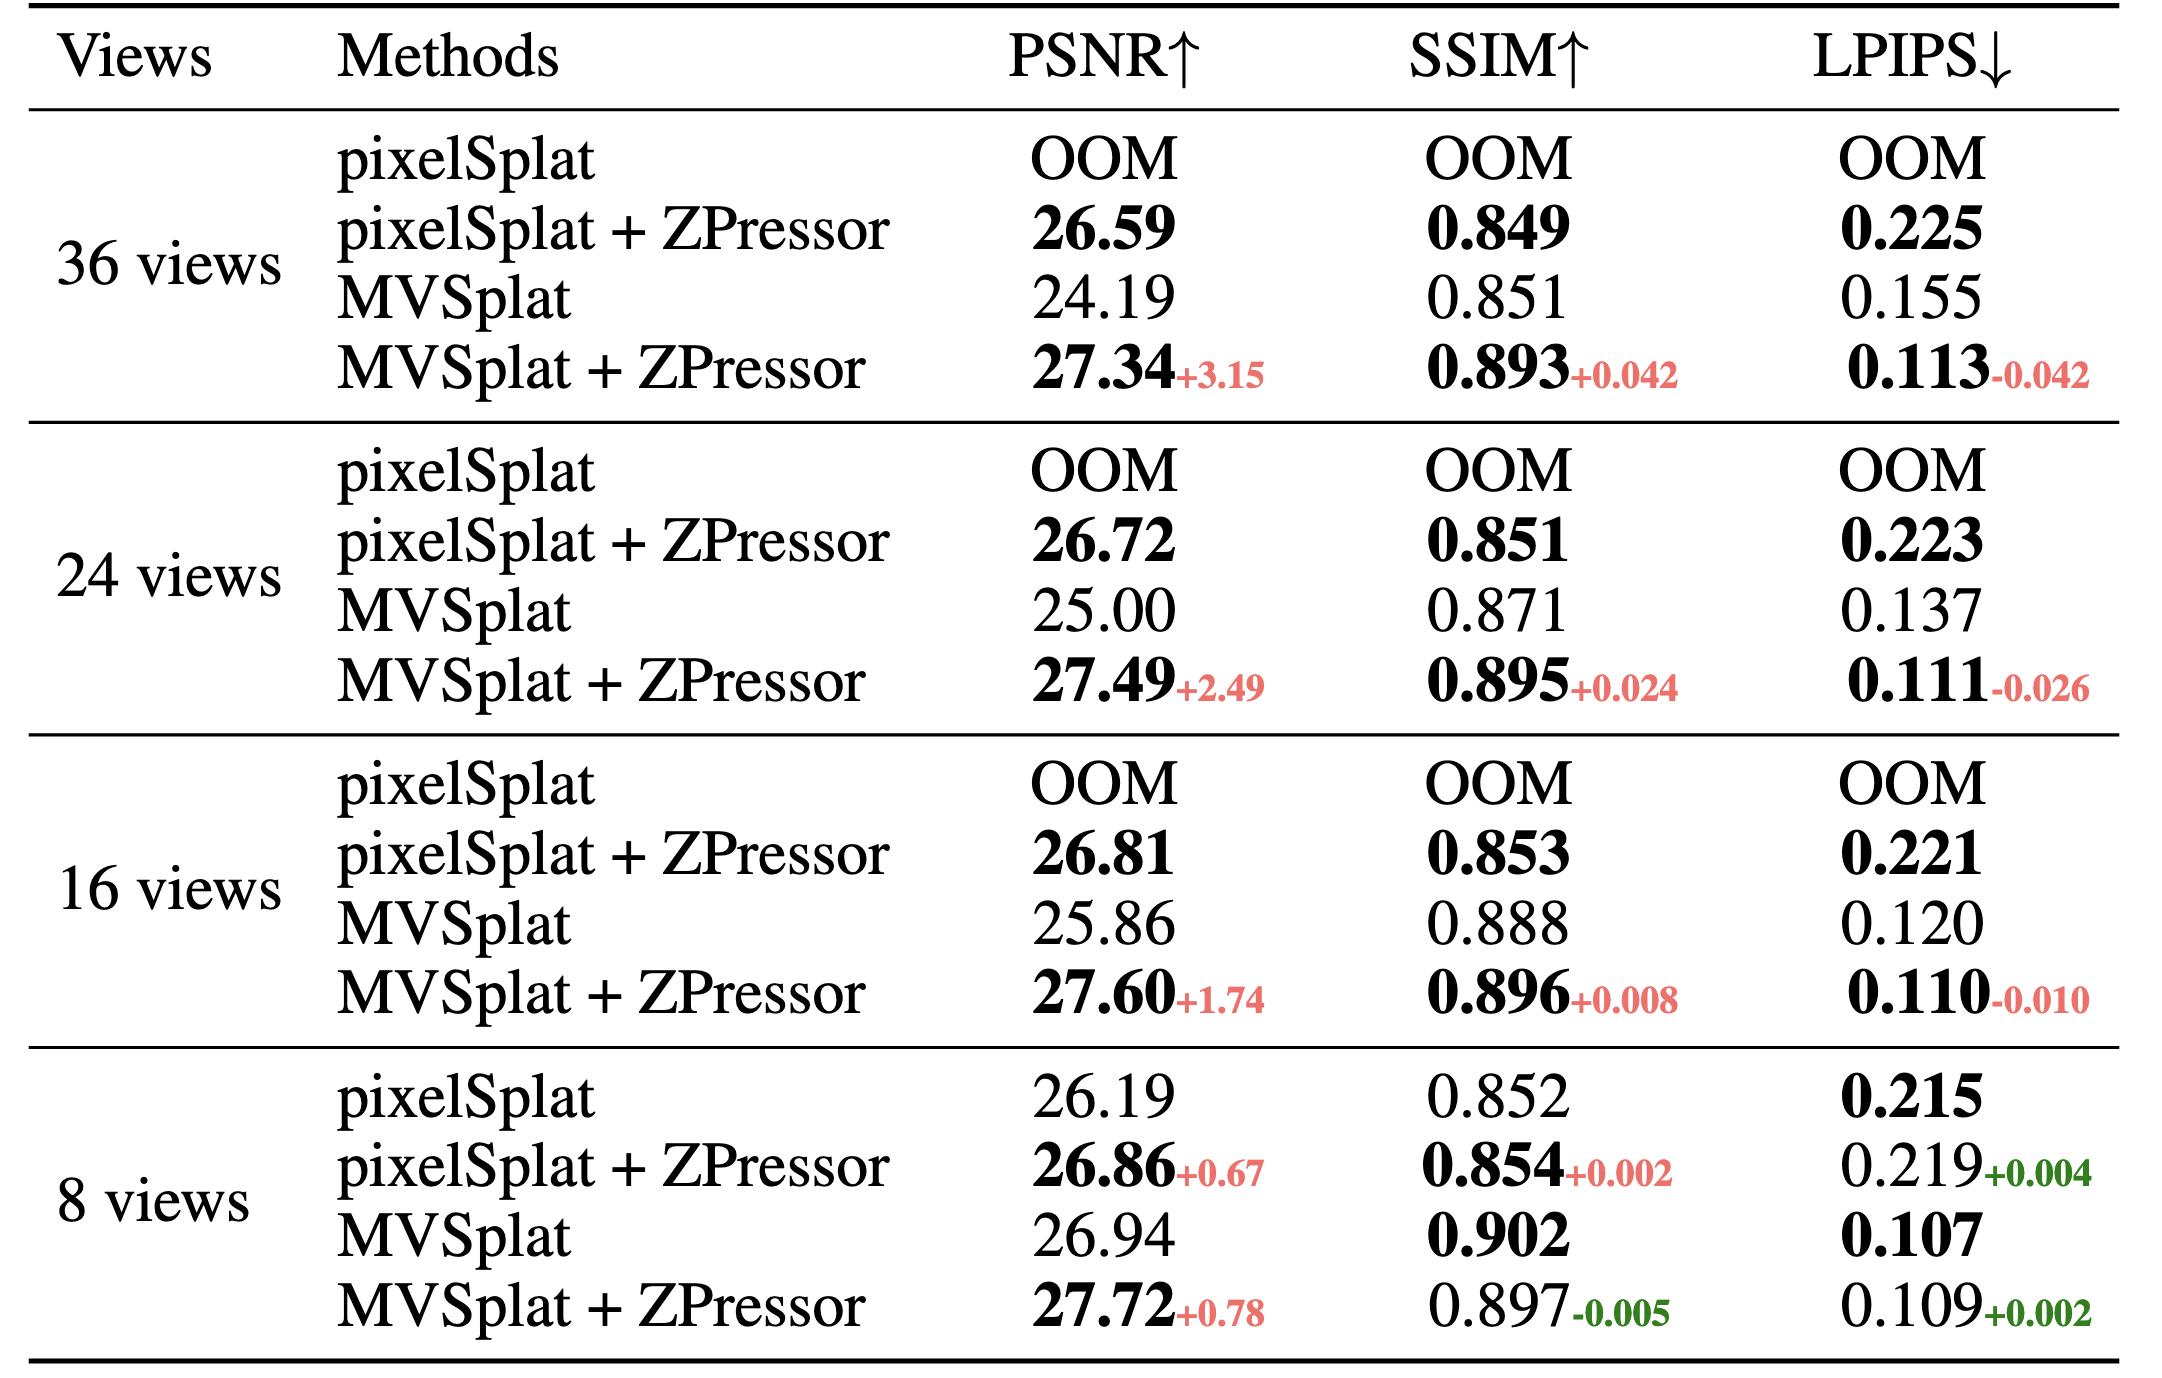 Views Methods PSNR↑ SSIM↑ LPIPS↓
36 views
pixelSplat OOM OOM OOM
pixelSplat + ZPressor 26.59 0.849 0.225
MVSplat 24.19 0.851 0.155
MVSplat + ZPressor 27.34+3.15 0.893+0.042 0.113-0.042
24 views
pixelSplat OOM OOM OOM
pixelSplat + ZPressor 26.72 0.851 0.223
MVSplat 25.00 0.871 0.137
MVSplat + ZPressor 27.49+2.49 0.895+0.024 0.111-0.026
16 views
pixelSplat OOM OOM OOM
pixelSplat + ZPressor 26.81 0.853 0.221
MVSplat 25.86 0.888 0.120
MVSplat + ZPressor 27.60+1.74 0.896+0.008 0.110-0.010
8 views
pixelSplat 26.19 0.852 0.215
pixelSplat + ZPressor 26.86+0.67 0.854+0.002 0.219+0.004
MVSplat 26.94 0.902 0.107
MVSplat + ZPressor 27.72+0.78 0.897-0.005 0.109+0.002